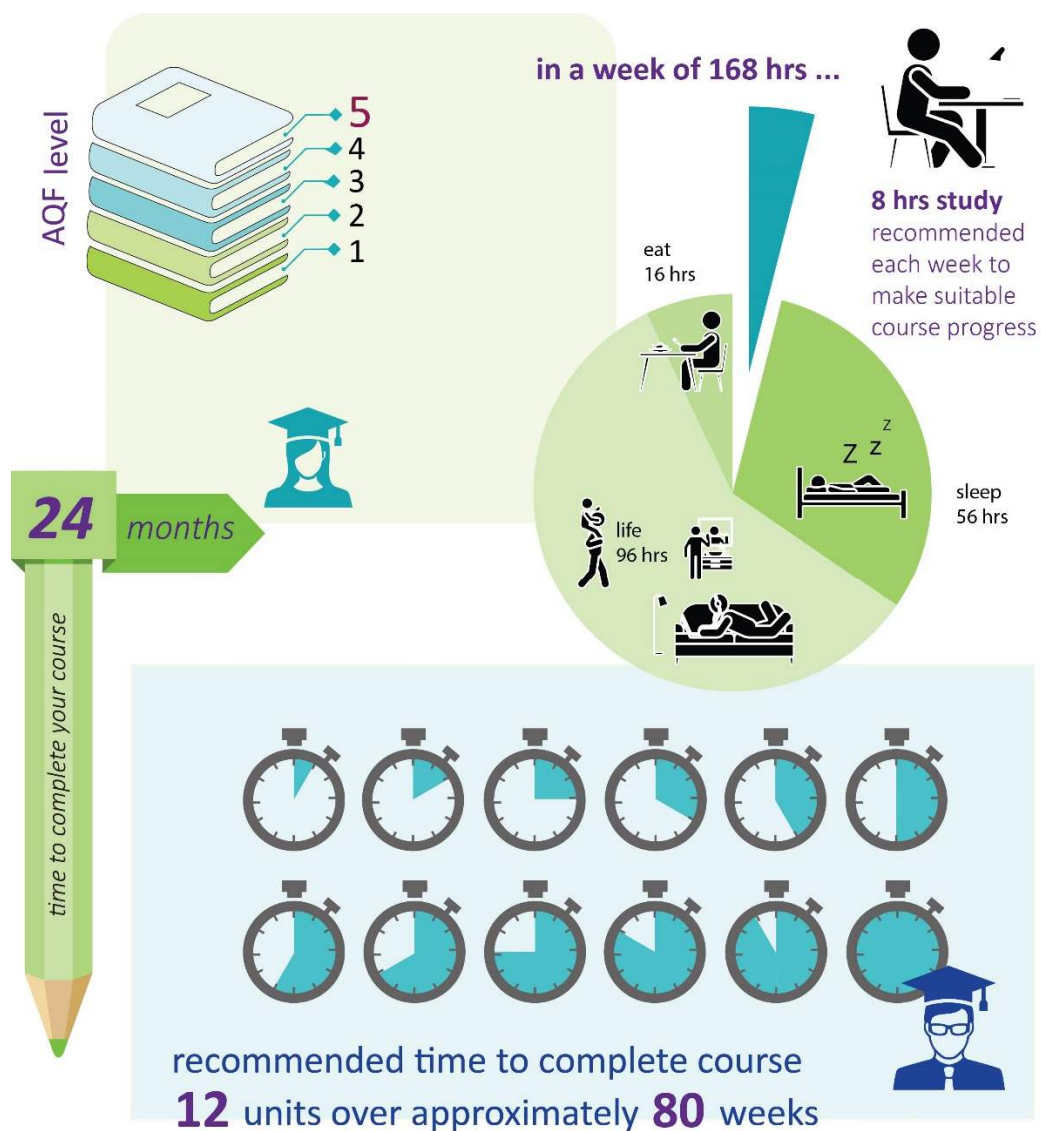 AQF level
5
4
3
2
1
in a week of 168 hrs ...
8 hrs study
recommended
each week to
make suitable
course progress
eat
16 hrs
Z z z
sleep
56 hrs
life
96 hrs
24 months
time to complete your course
recommended time to complete course
12 units over approximately 80 weeks